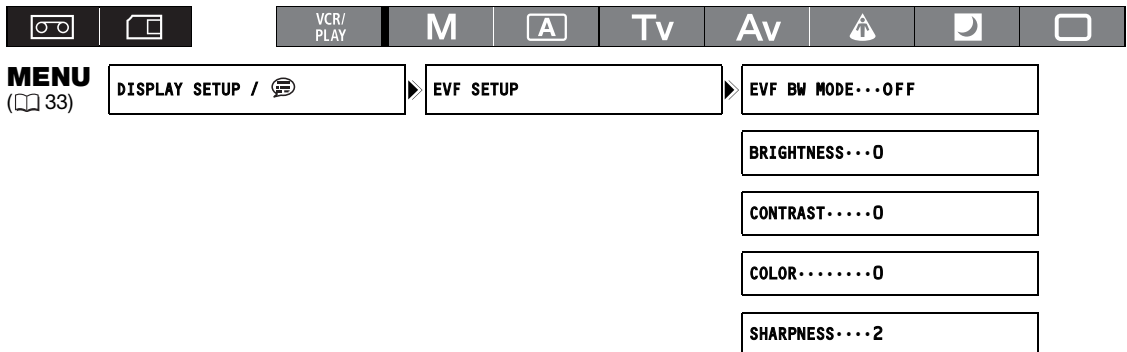 VCR/
PLAY
M
A
Tv
Av
MENU
(33)
DISPLAY SETUP /
EVF SETUP
EVF BW MODE···OFF
BRIGHTNESS···0
CONTRAST·····0
COLOR········0
SHARPNESS····2